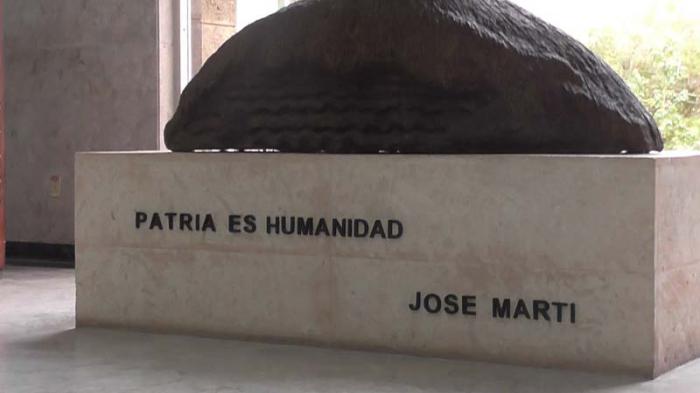 PATRIA ES HUMANIDAD
JOSE MARTI